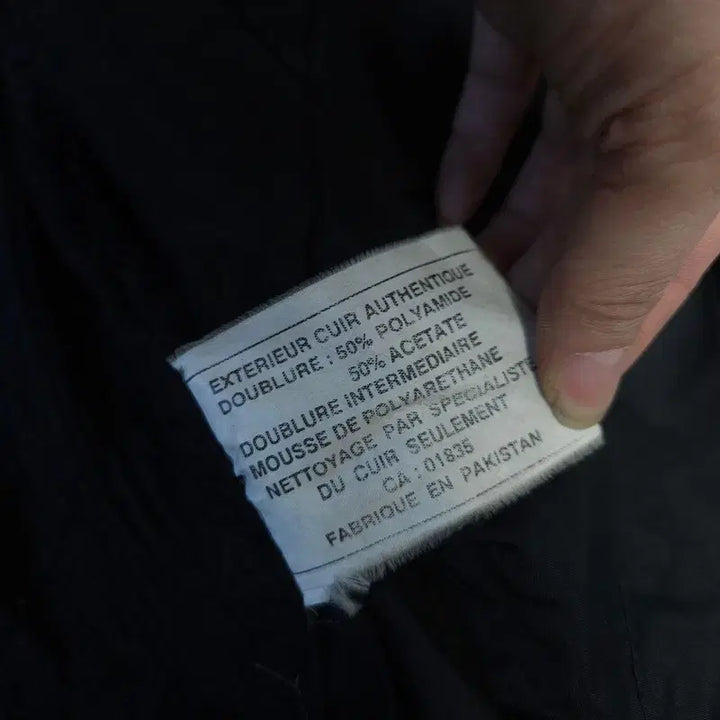 EXTERIEUR CUIR AUTHENTIQUE
DOUBLURE : 50% POLYAMIDE
50% ACETATE
DOUBLURE INTERMEDIAIRE
MOUSSE DE POLYARETHANE
NETTOYAGE PAR SPECIALISTE
DU CUIR SEULEMENT
CA : 01835
FABRIQUE EN PAKISTAN